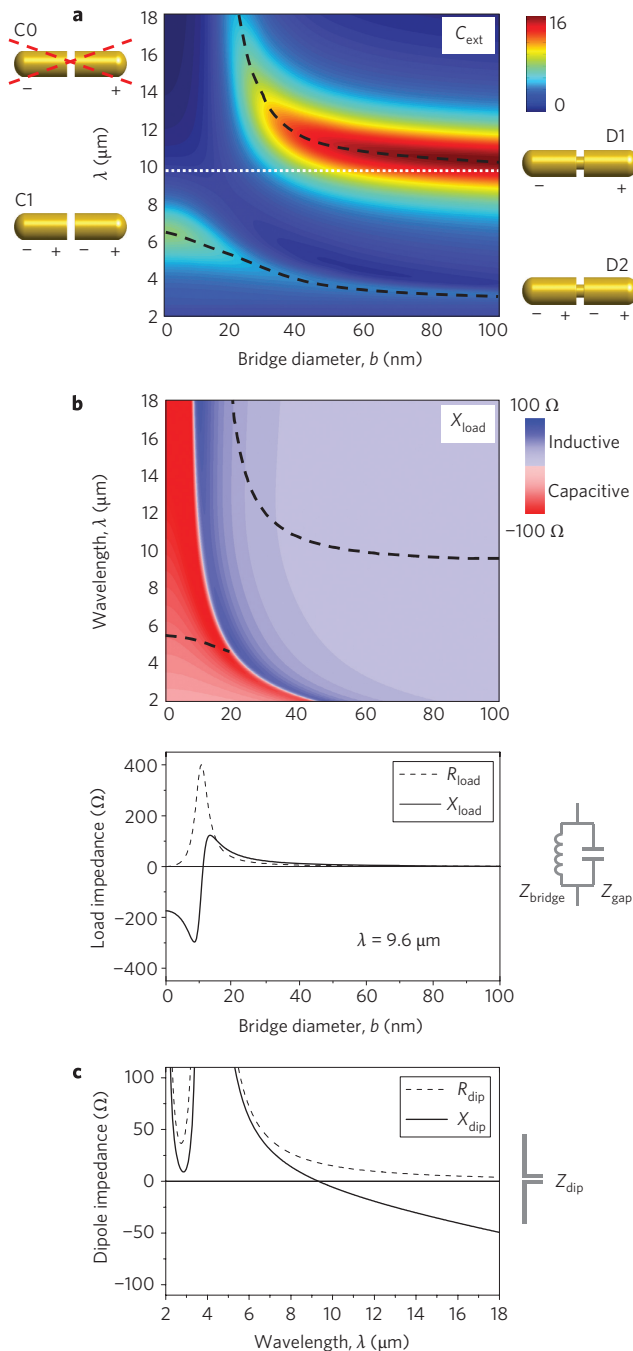 a
C0
− +
C1
− + − +
λ (μm)
18
16
14
12
10
8
6
4
2
C_ext
16
0
D1
− +
D2
− + − +
0 20 40 60 80 100
Bridge diameter, b (nm)
b
Wavelength, λ (μm)
18
16
14
12
10
8
6
4
2
X_load
100 Ω
Inductive
Capacitive
−100 Ω
0 20 40 60 80 100
Load impedance (Ω)
400
200
0
−200
−400
R_load
X_load
λ = 9.6 μm
Z_bridge Z_gap
0 20 40 60 80 100
Bridge diameter, b (nm)
c
Dipole impedance (Ω)
100
50
0
−50
−100
R_dip
X_dip
Z_dip
2 4 6 8 10 12 14 16 18
Wavelength, λ (μm)